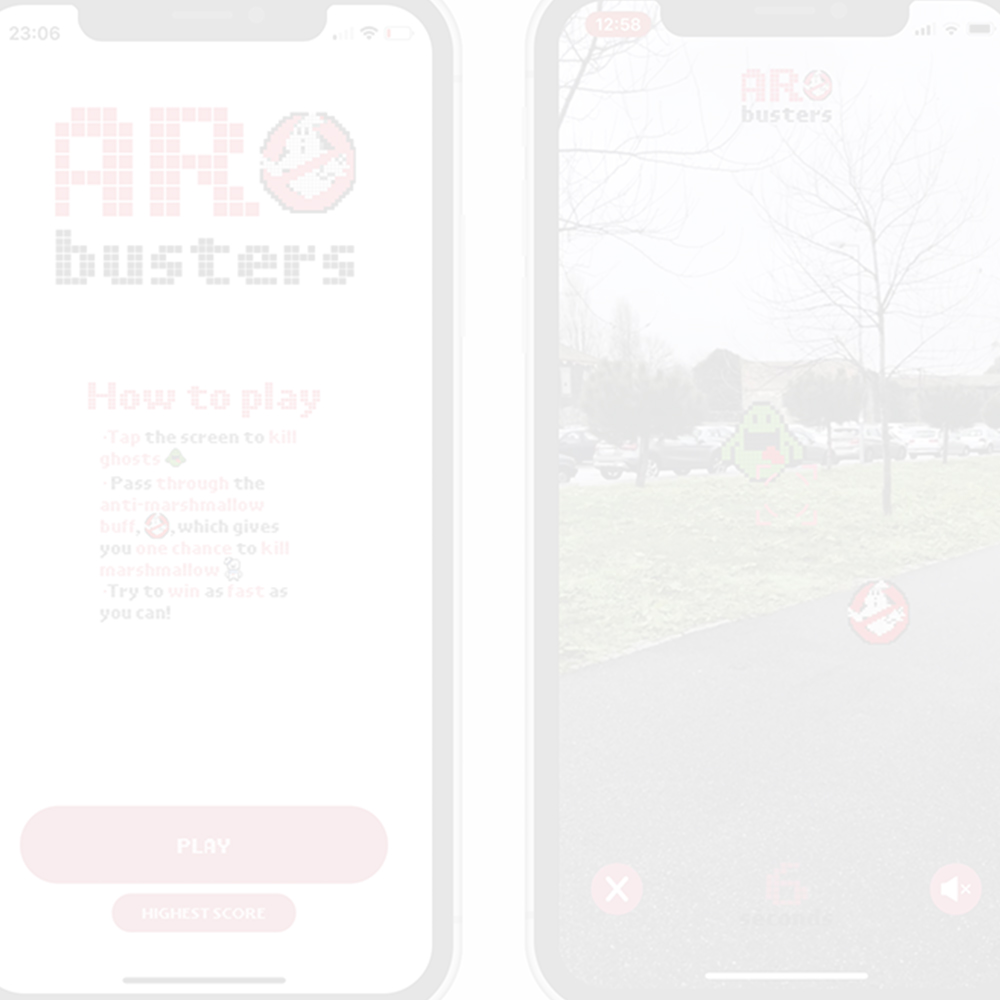 23:06
AR
busters
How to play
·Tap the screen to kill
ghosts
·Pass through the
anti-marshmallow
buff, , which gives
you one chance to kill
marshmallow
·Try to win as fast as
you can!
PLAY
HIGHEST SCORE
12:58
AR
busters
6
seconds